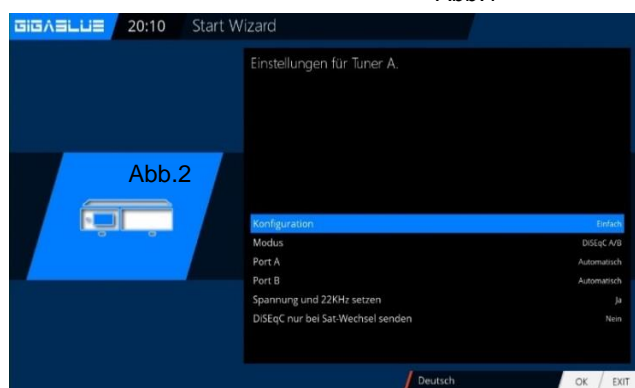 GIGABLUE 20:10 Start Wizard
Einstellungen für Tuner A.
Abb.2
Konfiguration Einfach
Modus DiSEqC A/B
Port A Automatisch
Port B Automatisch
Spannung und 22KHz setzen Ja
DiSEqC nur bei Sat-Wechsel senden Nein
Deutsch OK EXIT